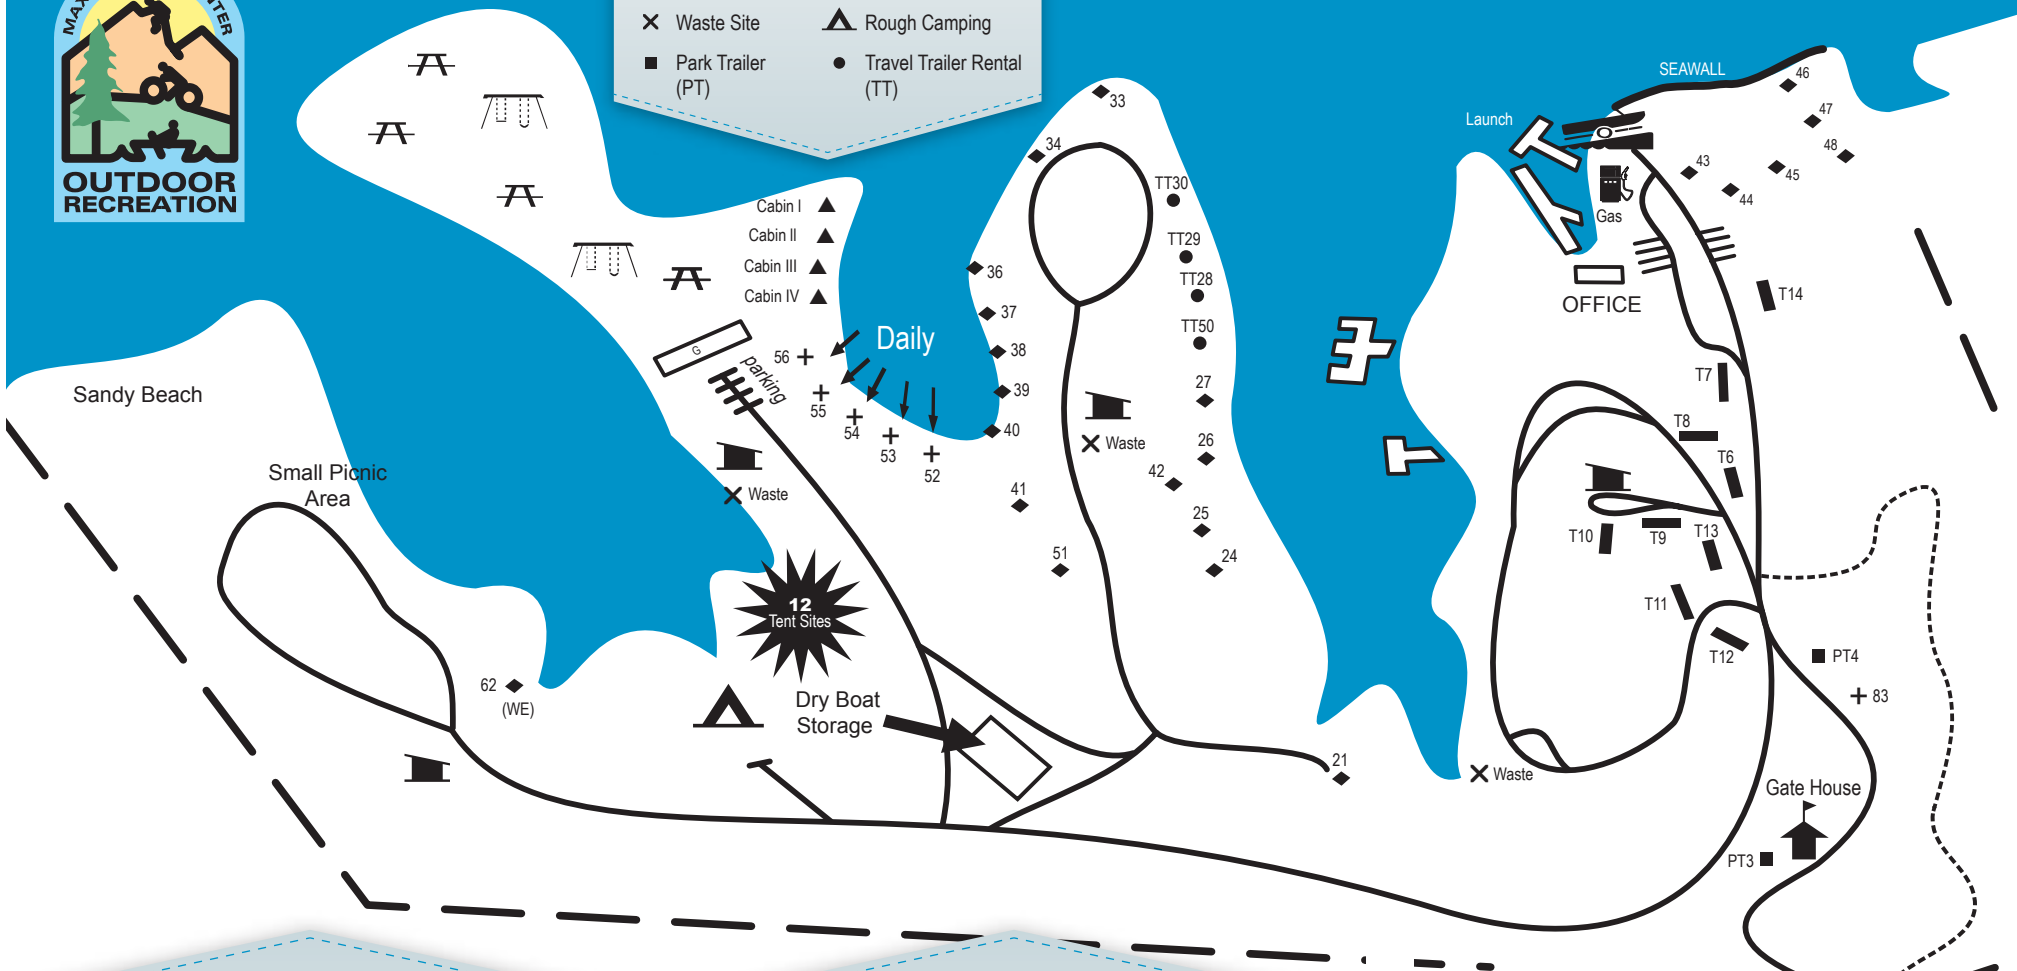 OUTDOOR
RECREATION
Waste Site
Rough Camping
Park Trailer
(PT)
Travel Trailer Rental
(TT)
SEAWALL
46
47
48
Launch
43
45
44
Gas
OFFICE
T14
33
34
TT30
TT29
TT28
TT50
36
37
38
39
40
Cabin I
Cabin II
Cabin III
Cabin IV
Daily
G
parking
56
55
54
53
52
Waste
Waste
27
26
42
25
24
41
51
Sandy Beach
Small Picnic
Area
T7
T8
T6
T10
T9
T13
T11
T12
12
Tent Sites
62
(WE)
Dry Boat
Storage
PT4
83
21
Waste
Gate House
PT3